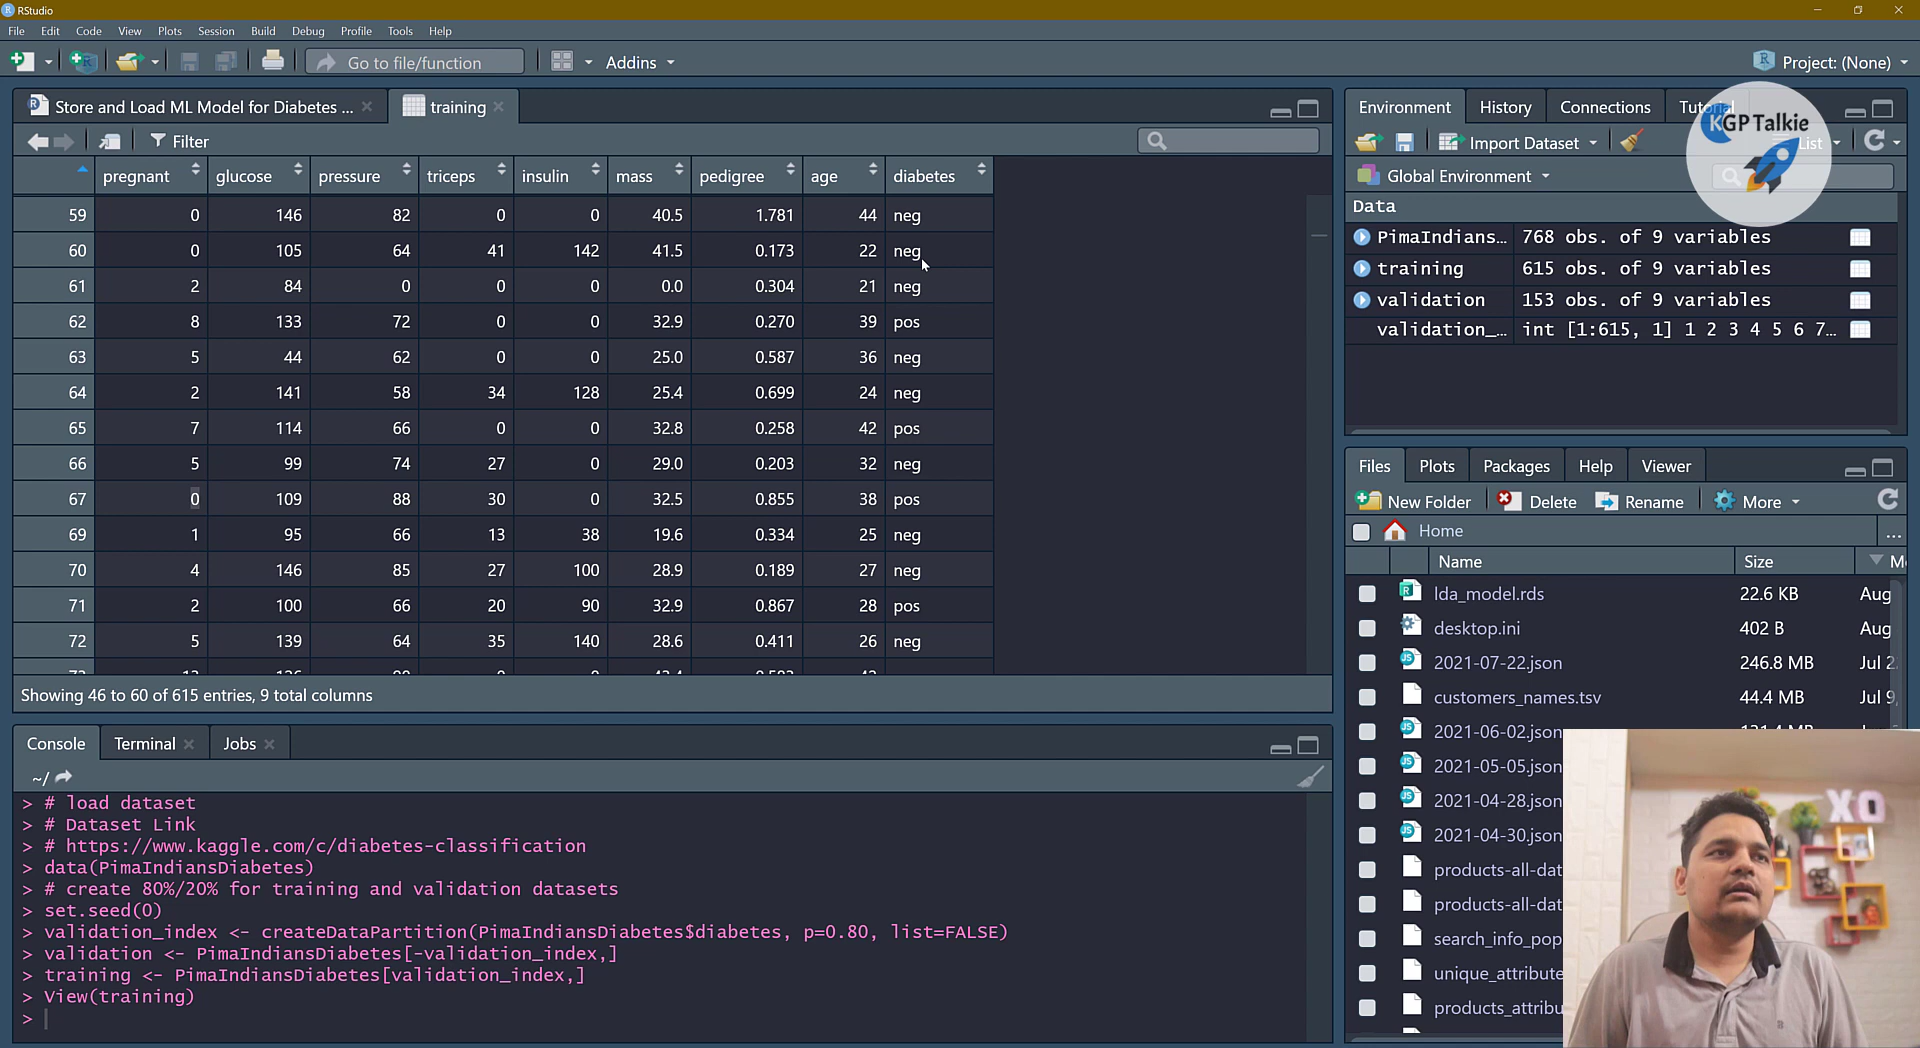 RStudio
File Edit Code View Plots Session Build Debug Profile Tools Help
Go to file/function Addins Project: (None)
Store and Load ML Model for Diabetes ... training
Filter
pregnant glucose pressure triceps insulin mass pedigree age diabetes
59 0 146 82 0 0 40.5 1.781 44 neg
60 0 105 64 41 142 41.5 0.173 22 neg
61 2 84 0 0 0 0.0 0.304 21 neg
62 8 133 72 0 0 32.9 0.270 39 pos
63 5 44 62 0 0 25.0 0.587 36 neg
64 2 141 58 34 128 25.4 0.699 24 neg
65 7 114 66 0 0 32.8 0.258 42 pos
66 5 99 74 27 0 29.0 0.203 32 neg
67 0 109 88 30 0 32.5 0.855 38 pos
69 1 95 66 13 38 19.6 0.334 25 neg
70 4 146 85 27 100 28.9 0.189 27 neg
71 2 100 66 20 90 32.9 0.867 28 pos
72 5 139 64 35 140 28.6 0.411 26 neg
Showing 46 to 60 of 615 entries, 9 total columns
Console Terminal Jobs
~/
> # load dataset
> # Dataset Link
> # https://www.kaggle.com/c/diabetes-classification
> data(PimaIndiansDiabetes)
> # create 80%/20% for training and validation datasets
> set.seed(0)
> validation_index <- createDataPartition(PimaIndiansDiabetes$diabetes, p=0.80, list=FALSE)
> validation <- PimaIndiansDiabetes[-validation_index,]
> training <- PimaIndiansDiabetes[validation_index,]
> View(training)
>
Environment History Connections Tutorial
KGP Talkie
Import Dataset List
Global Environment
Data
PimaIndians... 768 obs. of 9 variables
training 615 obs. of 9 variables
validation 153 obs. of 9 variables
validation_... int [1:615, 1] 1 2 3 4 5 6 7...
Files Plots Packages Help Viewer
New Folder Delete Rename More
Home ...
Name Size M
lda_model.rds 22.6 KB Aug
desktop.ini 402 B Aug
2021-07-22.json 246.8 MB Jul 2
customers_names.tsv 44.4 MB Jul 9,
2021-06-02.json
2021-05-05.json
2021-04-28.json
2021-04-30.json
products-all-dat
products-all-dat
search_info_pop
unique_attribute
products_attribu
XO